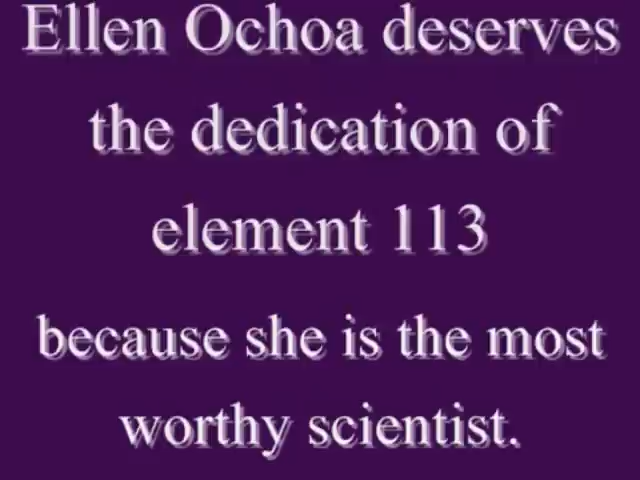 Ellen Ochoa deserves
the dedication of
element 113
because she is the most
worthy scientist.